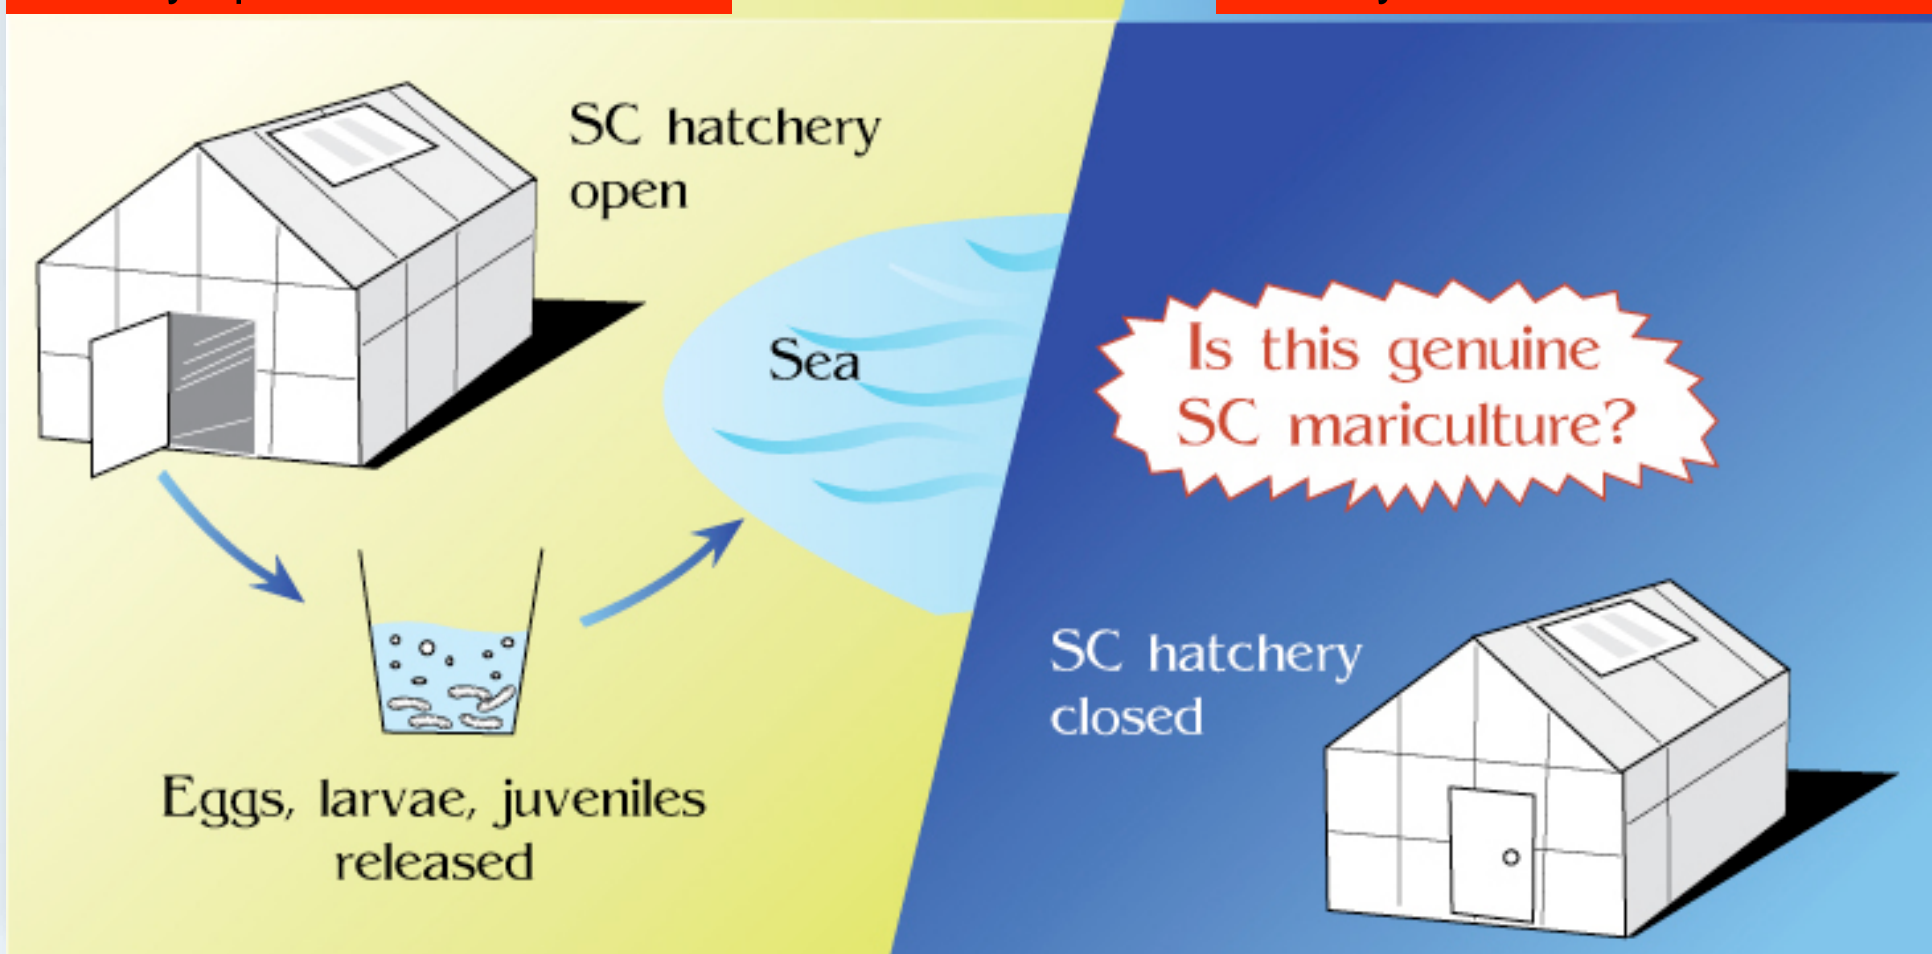 SC hatchery
open
Sea
Eggs, larvae, juveniles
released
Is this genuine
SC mariculture?
SC hatchery
closed